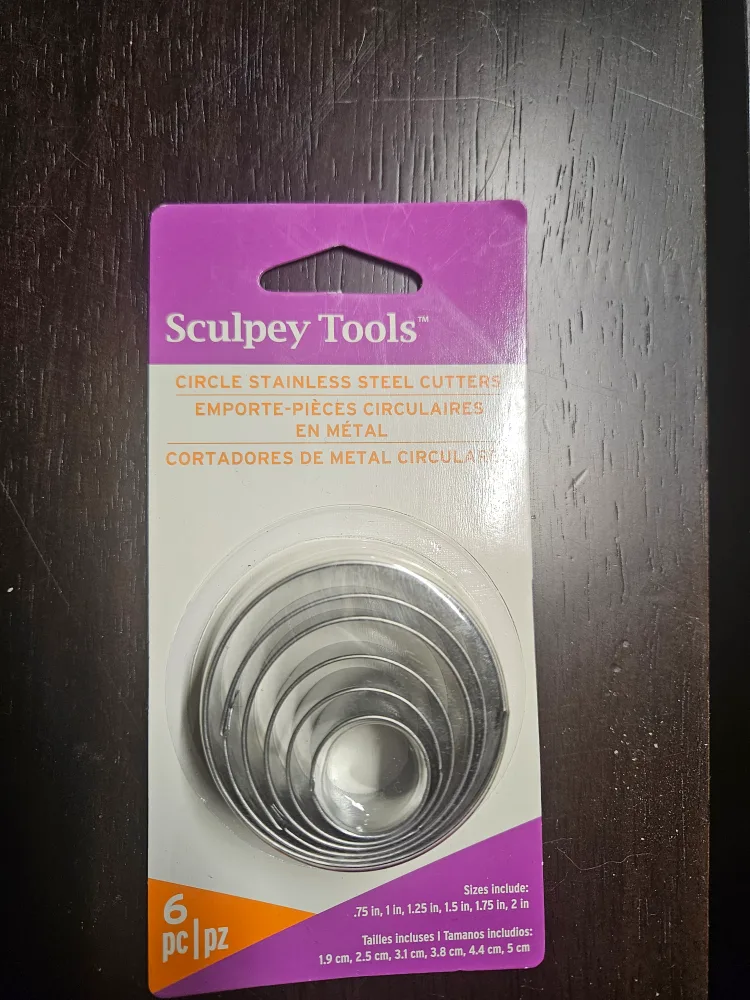 Sculpey Tools™
CIRCLE STAINLESS STEEL CUTTERS
EMPORTE-PIÈCES CIRCULAIRES
EN MÉTAL
CORTADORES DE METAL CIRCULARES
6
pc|pz
Sizes include:
.75 in, 1 in, 1.25 in, 1.5 in, 1.75 in, 2 in
Tailles incluses | Tamanos includios:
1.9 cm, 2.5 cm, 3.1 cm, 3.8 cm, 4.4 cm, 5 cm